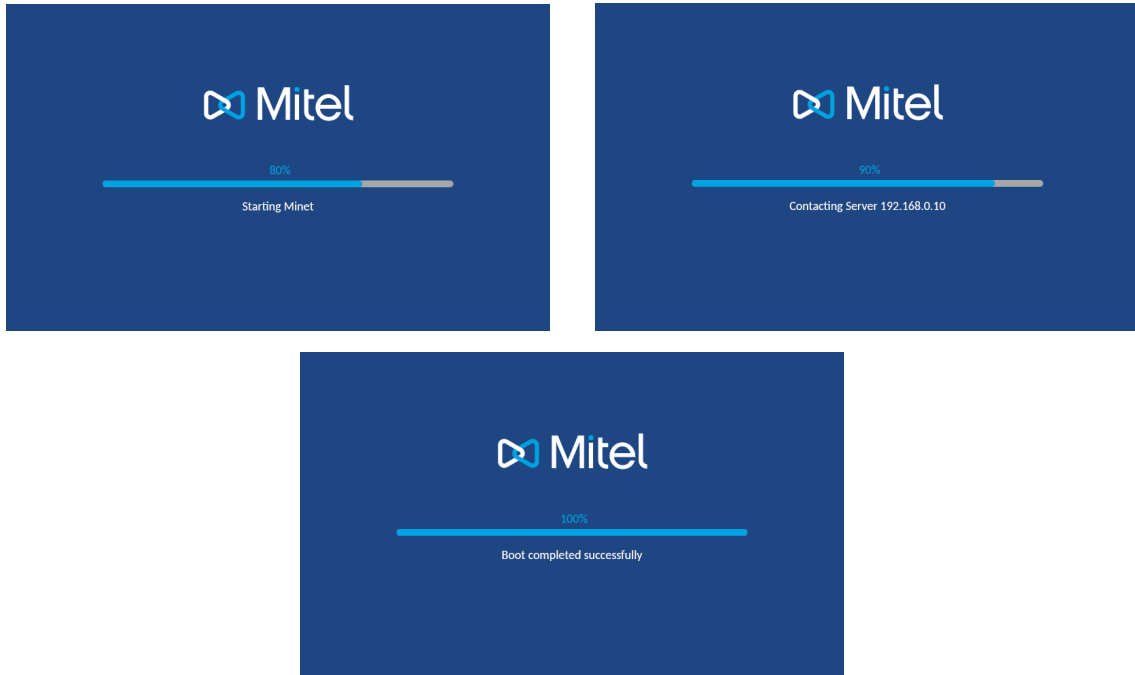 Mitel
80%
Starting Minet
Mitel
90%
Contacting Server 192.168.0.10
Mitel
100%
Boot completed successfully